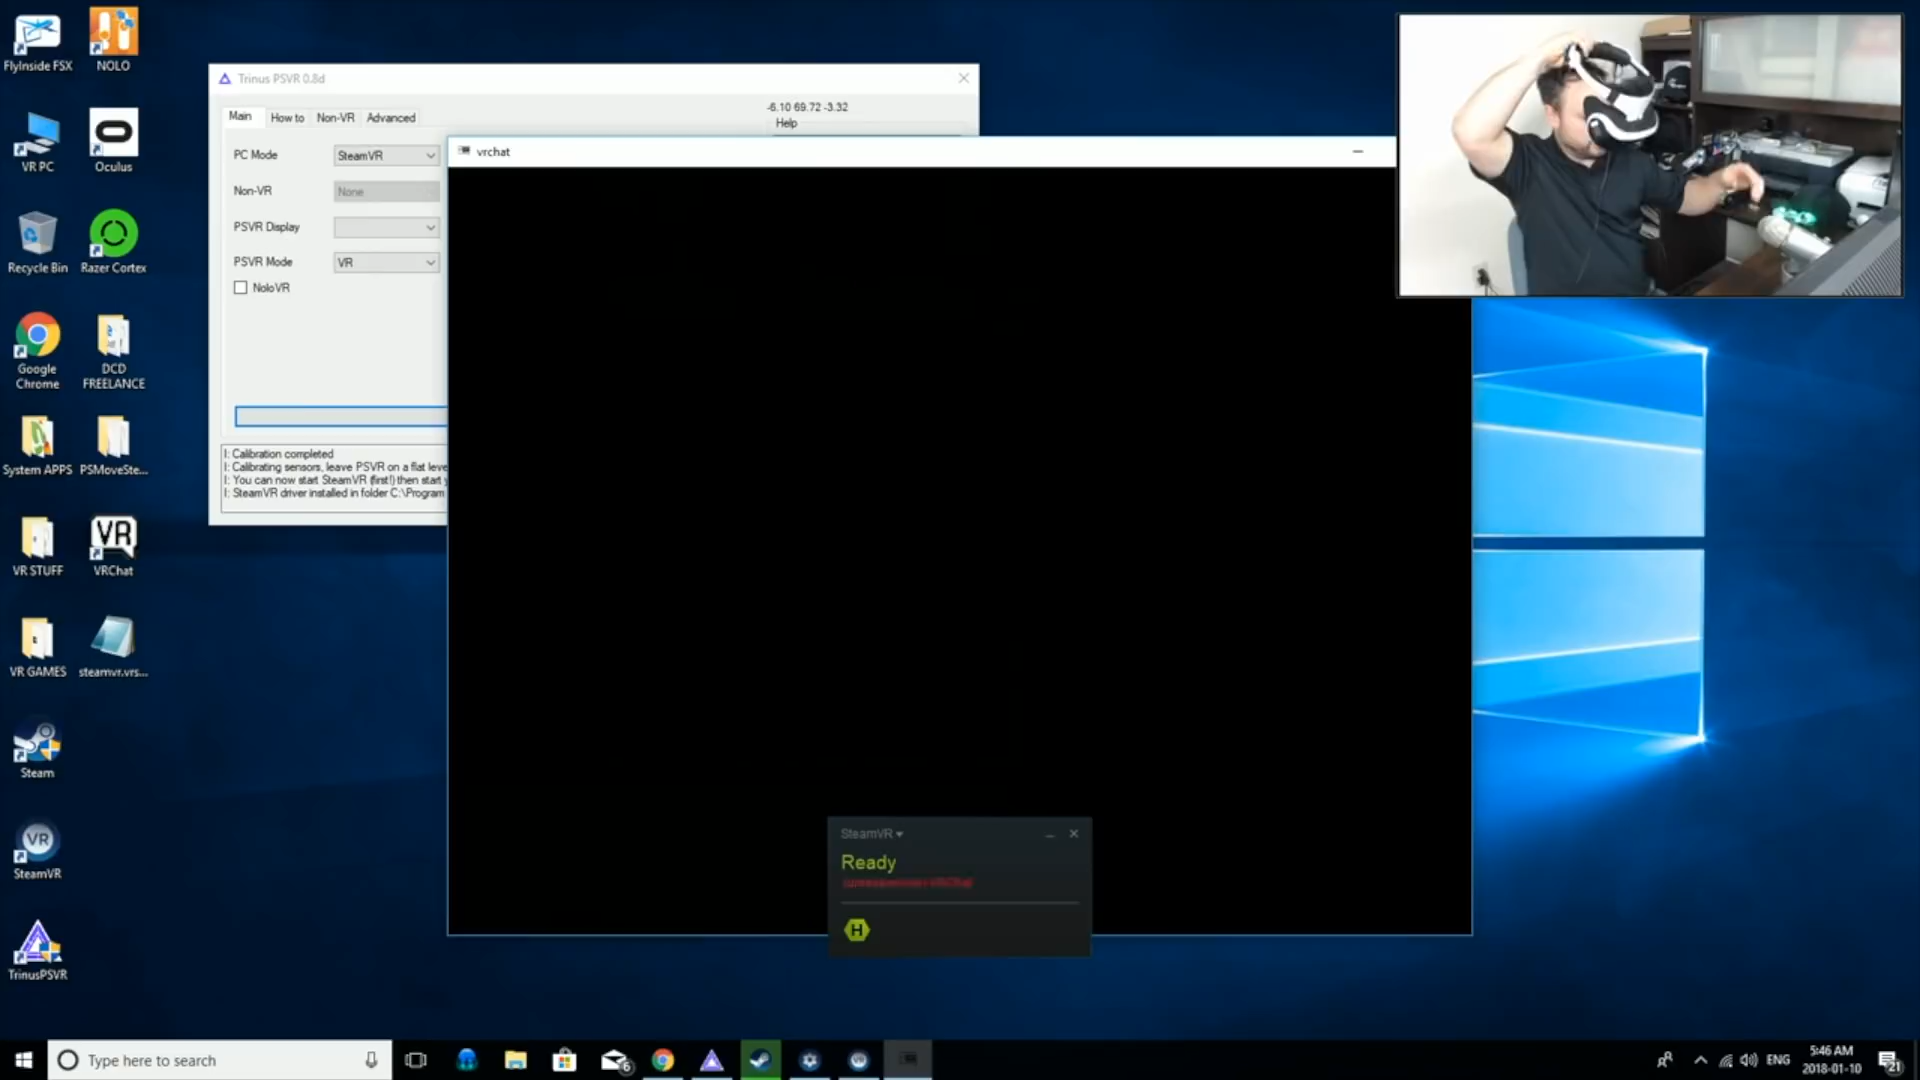 FlyInside FSX
NOLO
VR PC
Oculus
Recycle Bin
Razer Cortex
Google
Chrome
DCD
FREELANCE
System APPS
PSMoveSte...
VR STUFF
VR
VRChat
VR GAMES
steamvr.vrs...
Steam
VR
SteamVR
TrinusPSVR
Trinus PSVR 0.8d
Main
How to
Non-VR
Advanced
-6.10 69.72 -3.32
Help
PC Mode
SteamVR
Non-VR
None
PSVR Display
PSVR Mode
VR
NoloVR
I: Calibration completed
I: Calibrating sensors, leave PSVR on a flat leve
I: You can now start SteamVR (first!) then start y
I: SteamVR driver installed in folder C:\Program
vrchat
SteamVR
Ready
H
Type here to search
6
ENG
5:46 AM
2018-01-10
21